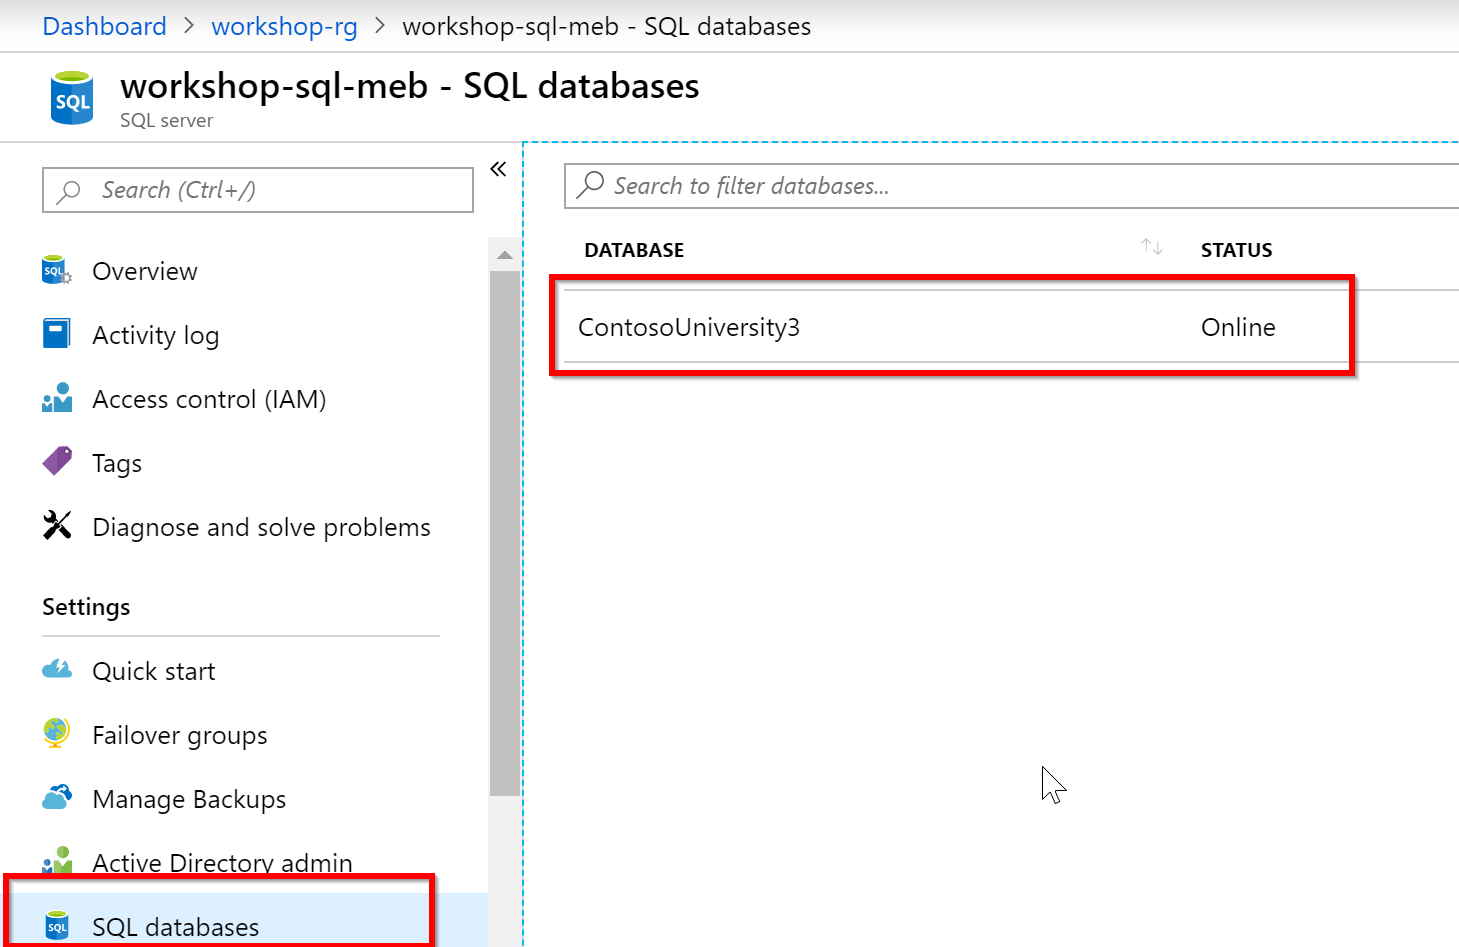 Dashboard > workshop-rg > workshop-sql-meb - SQL databases
SQL
workshop-sql-meb - SQL databases
SQL server
Search (Ctrl+/)
Search to filter databases...
DATABASE STATUS
ContosoUniversity3 Online
SQL Overview
Activity log
Access control (IAM)
Tags
Diagnose and solve problems
Settings
Quick start
Failover groups
Manage Backups
Active Directory admin
SQL SQL databases